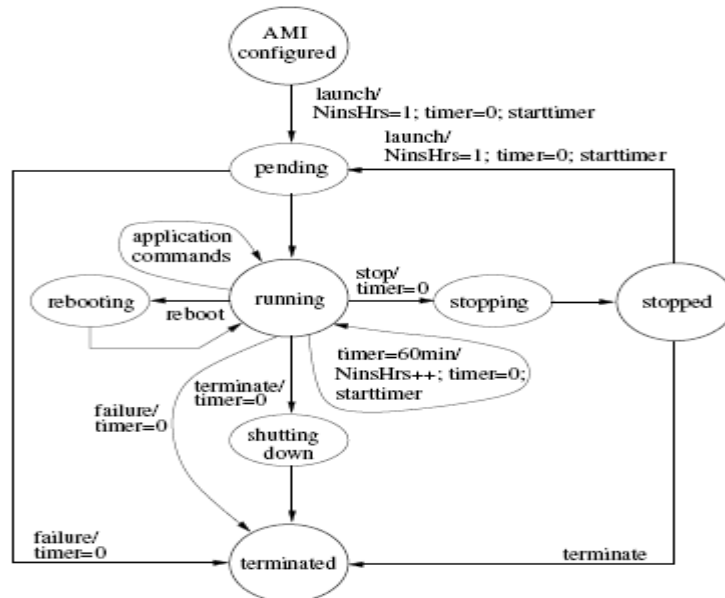 AMI
configured
launch/
NinsHrs=1; timer=0; starttimer
launch/
NinsHrs=1; timer=0; starttimer
pending
application
commands
rebooting
reboot
running
stop/
timer=0
stopping
stopped
timer=60min/
NinsHrs++; timer=0;
starttimer
terminate/
timer=0
failure/
timer=0
shutting
down
failure/
timer=0
terminated
terminate